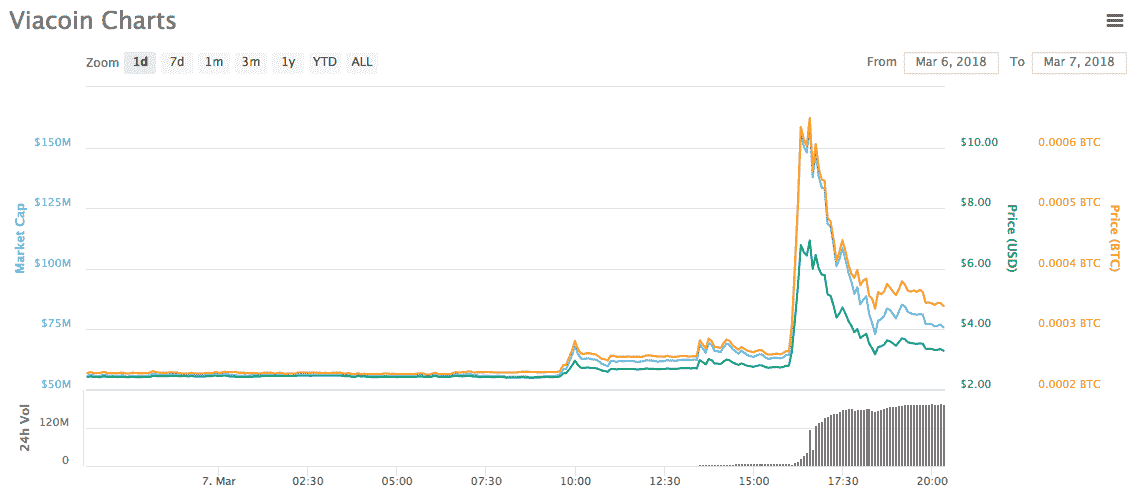 Viacoin Charts
Zoom 1d 7d 1m 3m 1y YTD ALL From Mar 6, 2018 To Mar 7, 2018
$150M $10.00 0.0006 BTC
$125M $8.00 0.0005 BTC
Market Cap Price (USD) Price (BTC)
$100M $6.00 0.0004 BTC
$75M $4.00 0.0003 BTC
$50M $2.00 0.0002 BTC
24h Vol
120M
0
7. Mar 02:30 05:00 07:30 10:00 12:30 15:00 17:30 20:00